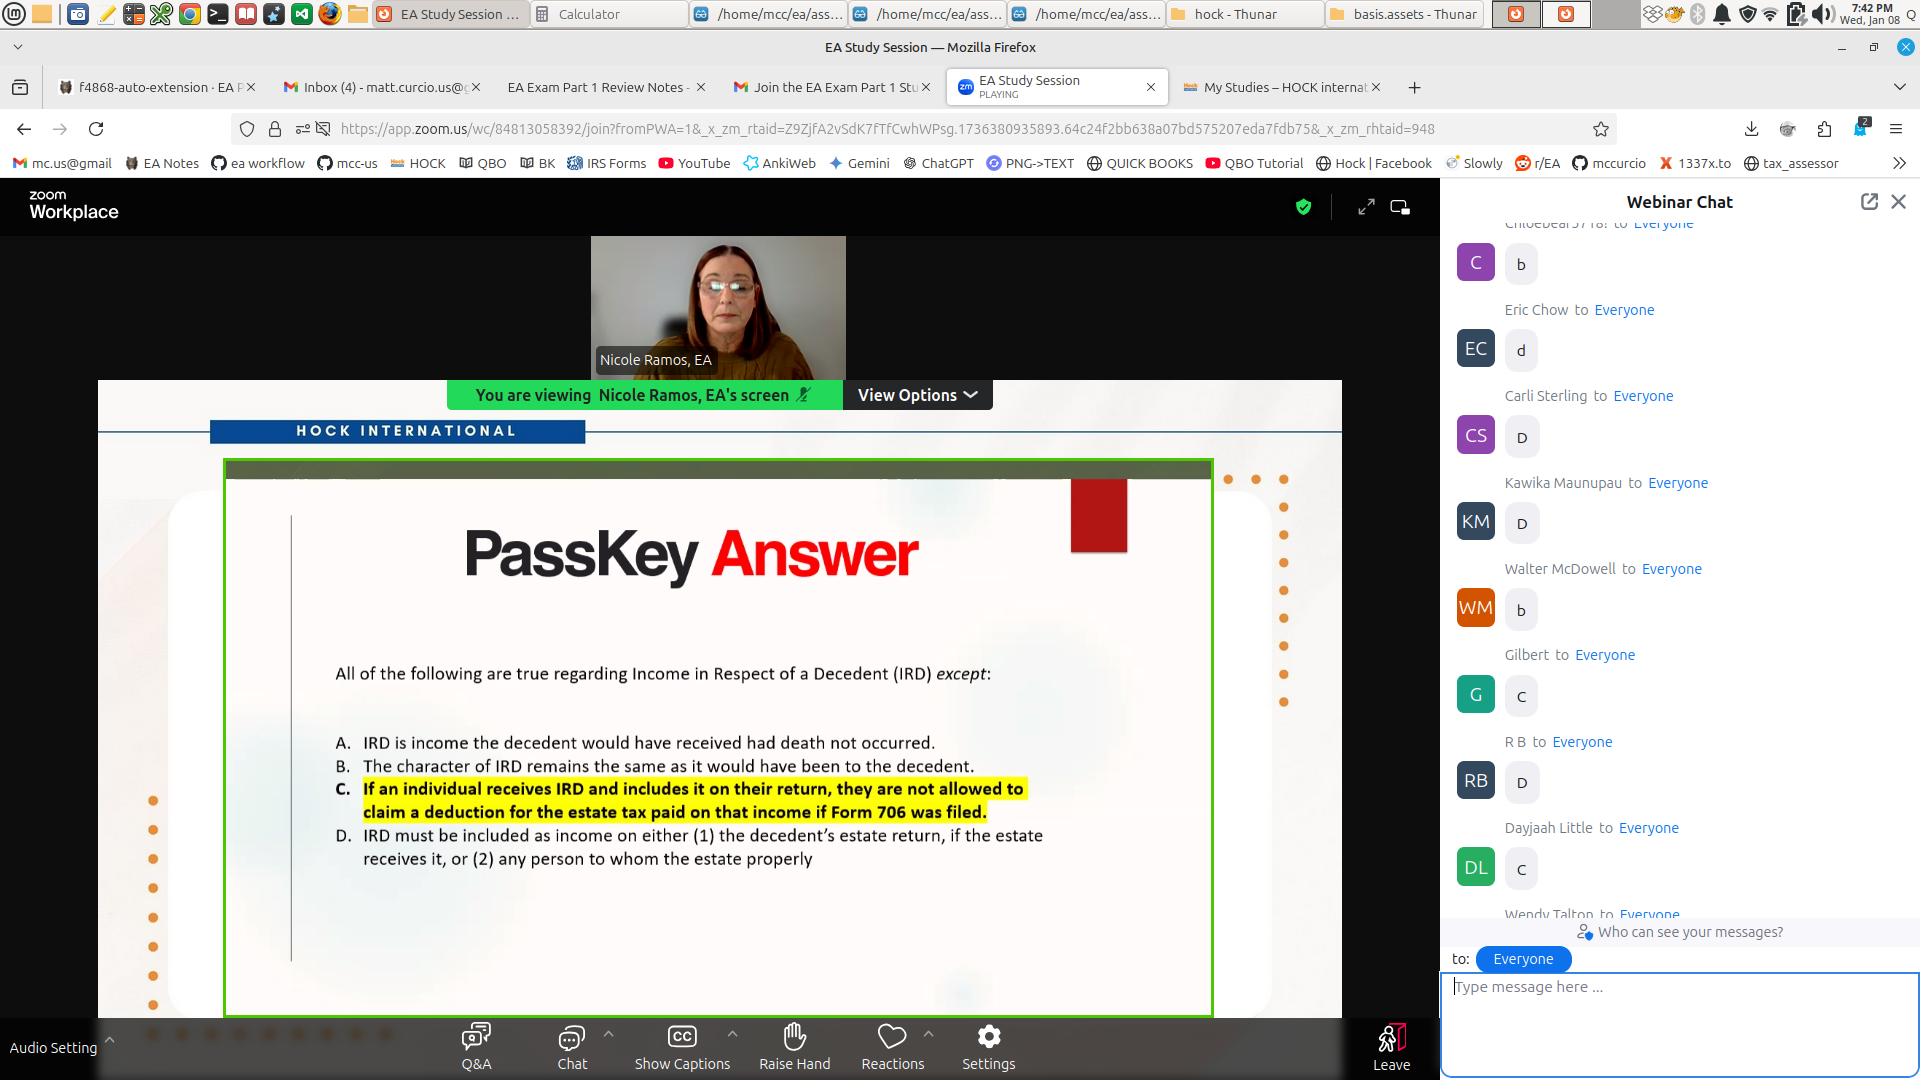 EA Study Session ...
Calculator
/home/mcc/ea/ass...
/home/mcc/ea/ass...
/home/mcc/ea/ass...
hock - Thunar
basis.assets - Thunar
7:42 PM
Wed, Jan 08
EA Study Session — Mozilla Firefox
f4868-auto-extension · EA P
Inbox (4) - matt.curcio.us@g
EA Exam Part 1 Review Notes -
Join the EA Exam Part 1 Stu
EA Study Session
PLAYING
My Studies – HOCK internat
https://app.zoom.us/wc/84813058392/join?fromPWA=1&_x_zm_rtaid=Z9ZjfA2vSdK7fTfCwhWPsg.1736380935893.64c24f2bb638a07bd575207eda7fdb75&_x_zm_rhtaid=948
2
mc.us@gmail
EA Notes
ea workflow
mcc-us
HOCK
QBO
BK
IRS Forms
YouTube
AnkiWeb
Gemini
ChatGPT
PNG->TEXT
QUICK BOOKS
QBO Tutorial
Hock | Facebook
Slowly
r/EA
mccurcio
1337x.to
tax_assessor
zoom
Workplace
Nicole Ramos, EA
You are viewing Nicole Ramos, EA's screen
View Options
HOCK INTERNATIONAL
PassKey Answer
All of the following are true regarding Income in Respect of a Decedent (IRD) except:
A. IRD is income the decedent would have received had death not occurred.
B. The character of IRD remains the same as it would have been to the decedent.
C. If an individual receives IRD and includes it on their return, they are not allowed to
claim a deduction for the estate tax paid on that income if Form 706 was filed.
D. IRD must be included as income on either (1) the decedent's estate return, if the estate
receives it, or (2) any person to whom the estate properly
Audio Setting
Q&A
Chat
CC
Show Captions
Raise Hand
Reactions
Settings
Leave
Webinar Chat
to Everyone
C
b
Eric Chow to Everyone
EC
d
Carli Sterling to Everyone
CS
D
Kawika Maunupau to Everyone
KM
D
Walter McDowell to Everyone
WM
b
Gilbert to Everyone
G
C
R B to Everyone
RB
D
Dayjaah Little to Everyone
DL
C
Wendy Talton to Everyone
Who can see your messages?
to: Everyone
Type message here ...